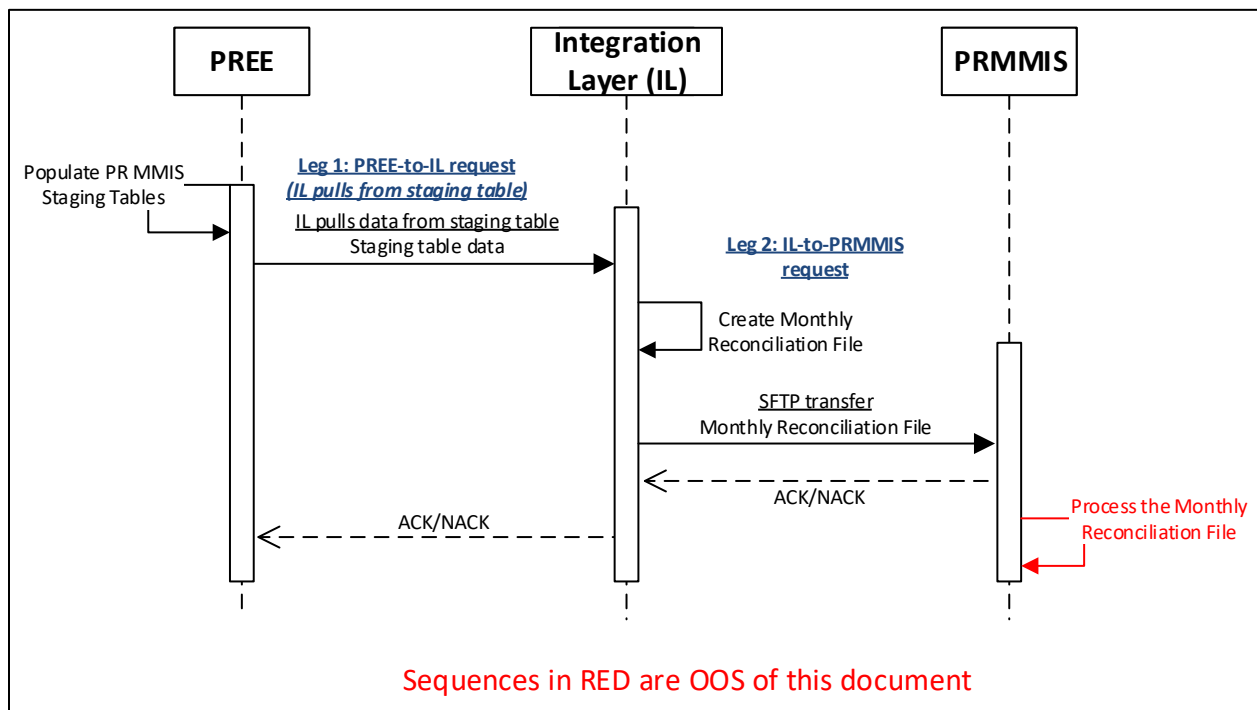 PREE
Integration
Layer (IL)
PRMMIS
Populate PR MMIS
Staging Tables
Leg 1: PREE-to-IL request
(IL pulls from staging table)
IL pulls data from staging table
Staging table data
Leg 2: IL-to-PRMMIS
request
Create Monthly
Reconciliation File
SFTP transfer
Monthly Reconciliation File
ACK/NACK
ACK/NACK
Process the Monthly
Reconciliation File
Sequences in RED are OOS of this document